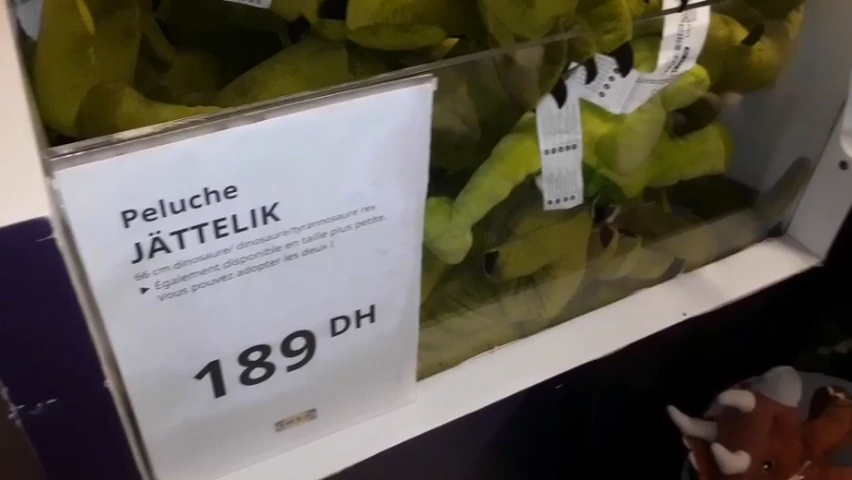 Peluche
JÄTTELIK
66 cm dinosaure/ dinosaure/tyrannosaure rex
▶ Également disponible en taille plus petite.
Vous pouvez adopter les deux !
189 DH